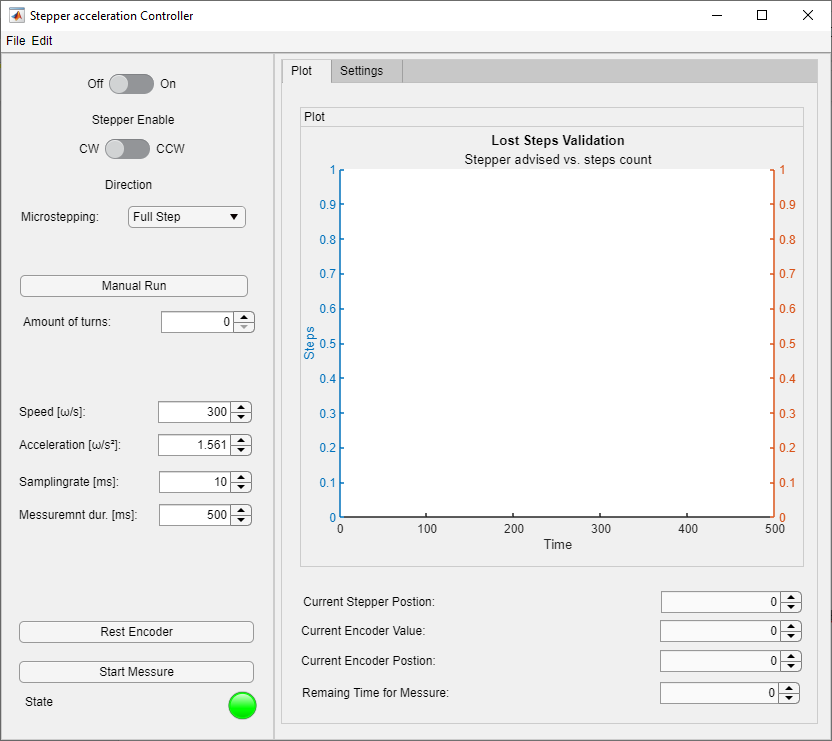 Stepper acceleration Controller
File Edit
Off On
Stepper Enable
CW CCW
Direction
Microstepping: Full Step
Manual Run
Amount of turns: 0
Speed [ω/s]: 300
Acceleration [ω/s²]: 1.561
Samplingrate [ms]: 10
Messuremnt dur. [ms]: 500
Rest Encoder
Start Messure
State
Plot Settings
Plot
Lost Steps Validation
Stepper advised vs. steps count
1 1
0.9 0.9
0.8 0.8
0.7 0.7
0.6 0.6
Steps
0.5 0.5
0.4 0.4
0.3 0.3
0.2 0.2
0.1 0.1
0 0
0 100 200 300 400 500
Time
Current Stepper Postion: 0
Current Encoder Value: 0
Current Encoder Postion: 0
Remaing Time for Messure: 0